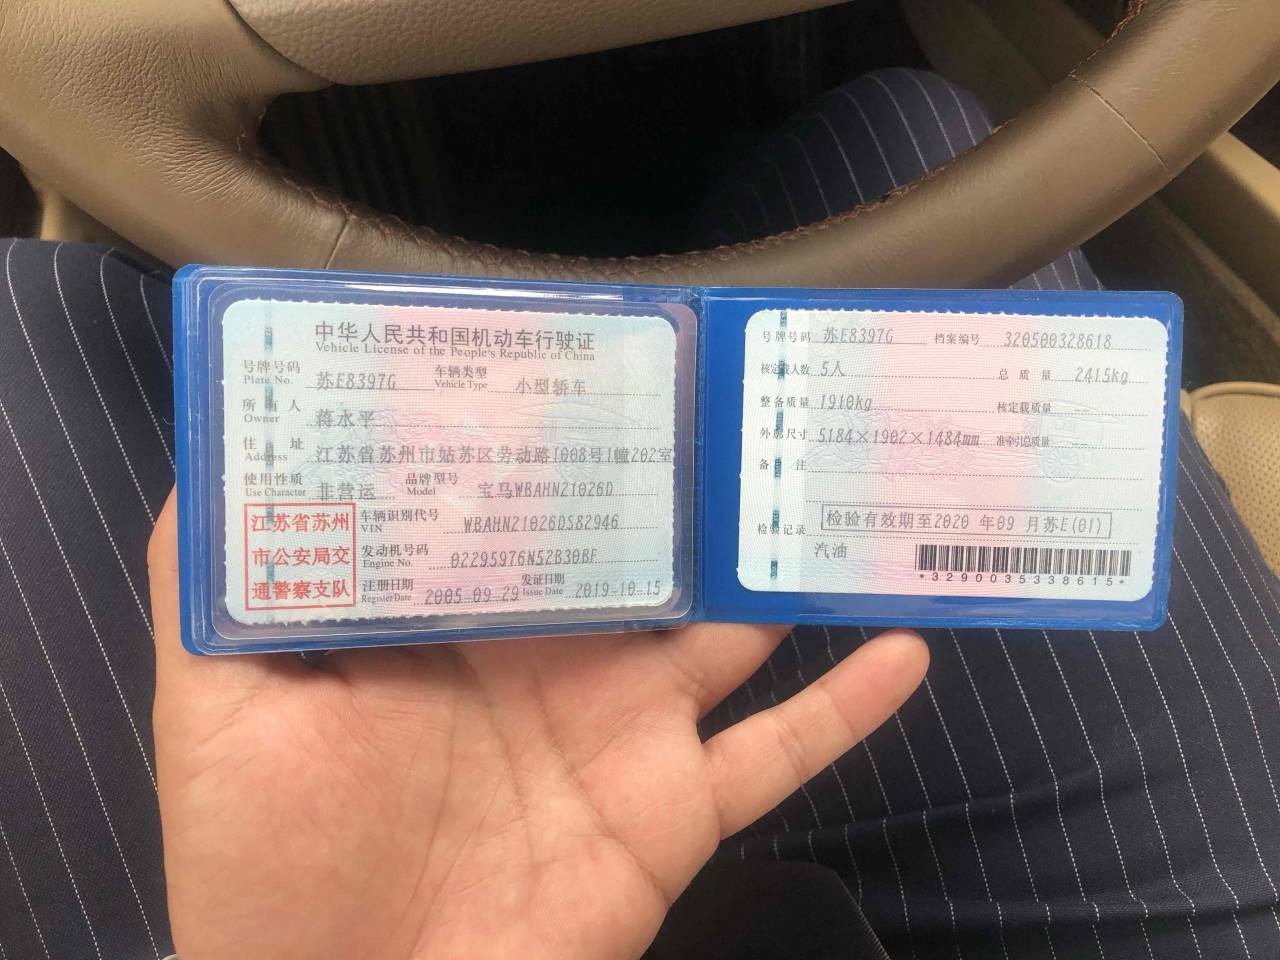 中华人民共和国机动车行驶证
Vehicle License of the People's Republic of China
号牌号码 苏E8397G 车辆类型 小型轿车
Plate No. Vehicle Type
所有人 蒋水平
Owner
住址 江苏省苏州市姑苏区劳动路1008号1幢202室
Address
使用性质 非营运 品牌型号 宝马WBAHN21026D
Use Character Model
江苏省苏州
市公安局交
通警察支队
车辆识别代号 WBAHN21026DS82946
VIN
发动机号码 02295976N52B30BF
Engine No.
注册日期 2005-09-29 发证日期 2019-10-15
Register Date Issue Date
号牌号码 苏E8397G 档案编号 320500328618
核定载人数 5人 总质量 2415kg
整备质量 1910kg 核定载质量 --
外廓尺寸 5184×1902×1484mm 准牵引总质量 --
备注
检验记录 检验有效期至2020 年09 月苏E(01)
汽油
*3290035338615*